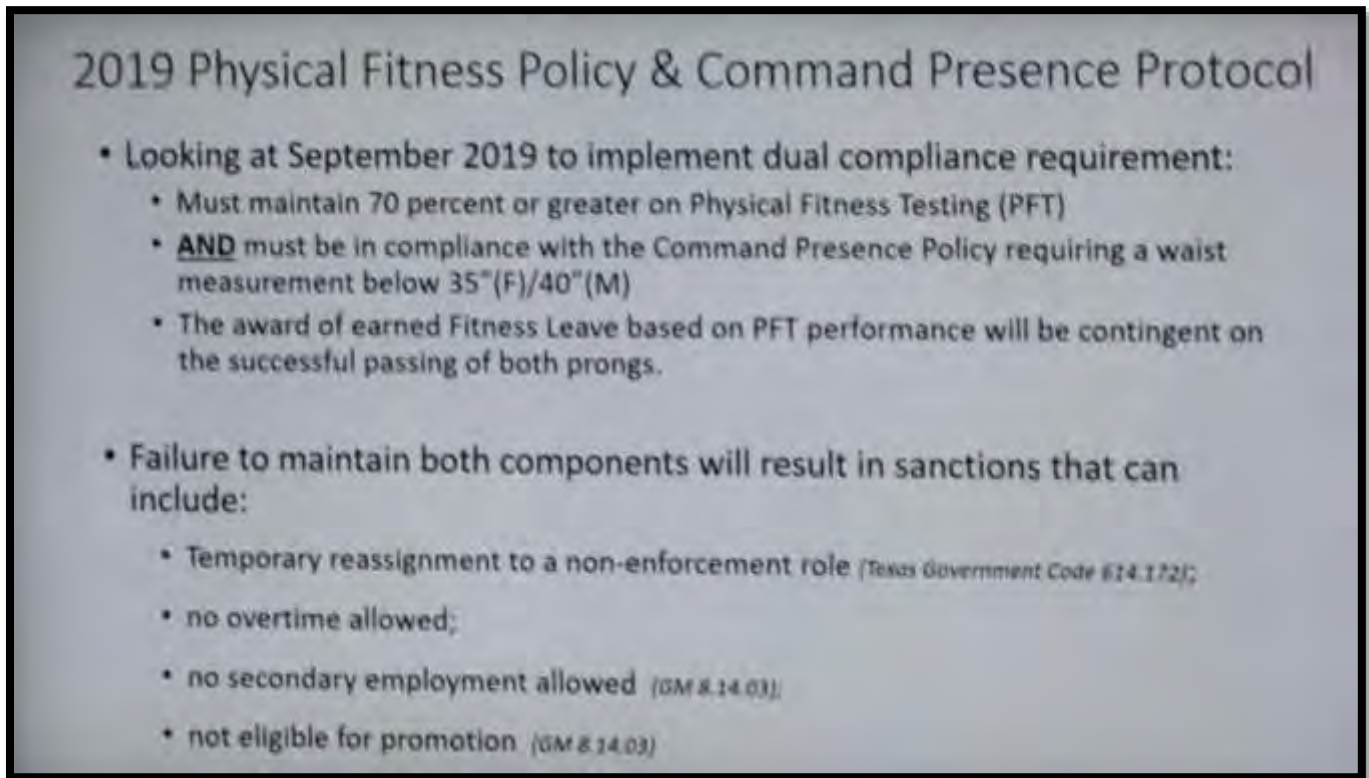 2019 Physical Fitness Policy & Command Presence Protocol
• Looking at September 2019 to implement dual compliance requirement:
• Must maintain 70 percent or greater on Physical Fitness Testing (PFT)
• AND must be in compliance with the Command Presence Policy requiring a waist
measurement below 35"(F)/40"(M)
• The award of earned Fitness Leave based on PFT performance will be contingent on
the successful passing of both prongs.
• Failure to maintain both components will result in sanctions that can
include:
• Temporary reassignment to a non-enforcement role (Texas Government Code 614.172);
• no overtime allowed;
• no secondary employment allowed (GM 8.14.03);
• not eligible for promotion (GM 8.14.03)